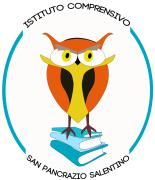 ISTITUTO COMPRENSIVO
SAN PANCRAZIO SALENTINO